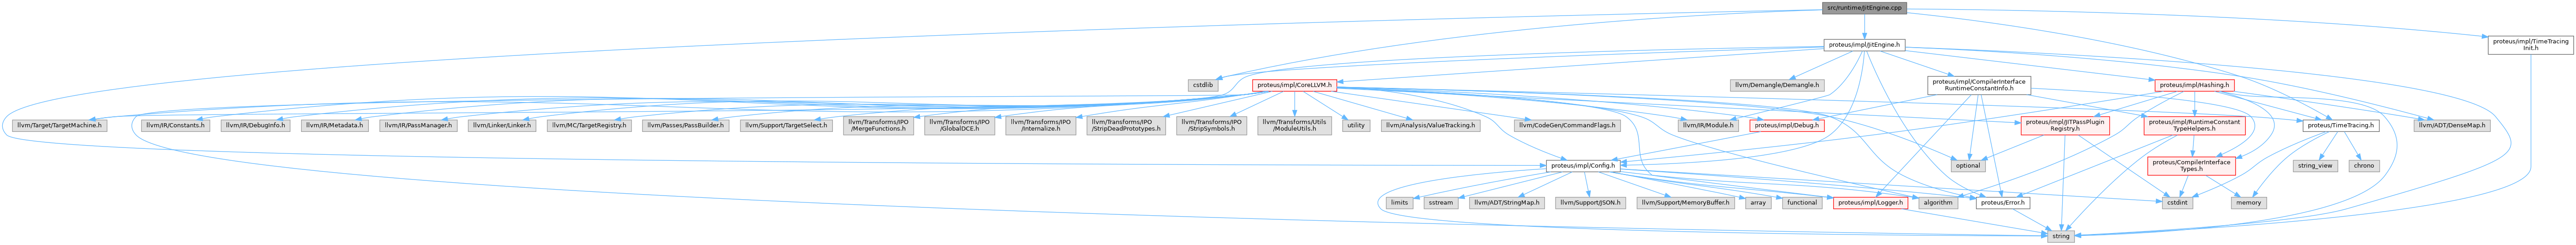 src/runtime/JitEngine.cpp
proteus/impl/JitEngine.h
proteus/impl/TimeTracing
Init.h
cstdlib
proteus/impl/CoreLLVM.h
llvm/Demangle/Demangle.h
proteus/impl/CompilerInterface
RuntimeConstantInfo.h
proteus/impl/Hashing.h
llvm/Target/TargetMachine.h
llvm/IR/Constants.h
llvm/IR/DebugInfo.h
llvm/IR/Metadata.h
llvm/IR/PassManager.h
llvm/Linker/Linker.h
llvm/MC/TargetRegistry.h
llvm/Passes/PassBuilder.h
llvm/Support/TargetSelect.h
llvm/Transforms/IPO
/MergeFunctions.h
llvm/Transforms/IPO
/GlobalDCE.h
llvm/Transforms/IPO
/Internalize.h
llvm/Transforms/IPO
/StripDeadPrototypes.h
llvm/Transforms/IPO
/StripSymbols.h
llvm/Transforms/Utils
/ModuleUtils.h
utility
llvm/Analysis/ValueTracking.h
llvm/CodeGen/CommandFlags.h
llvm/IR/Module.h
proteus/impl/Debug.h
proteus/impl/JITPassPlugin
Registry.h
proteus/impl/RuntimeConstant
TypeHelpers.h
proteus/TimeTracing.h
llvm/ADT/DenseMap.h
proteus/impl/Config.h
optional
proteus/CompilerInterface
Types.h
string_view
chrono
limits
sstream
llvm/ADT/StringMap.h
llvm/Support/JSON.h
llvm/Support/MemoryBuffer.h
array
functional
proteus/impl/Logger.h
algorithm
proteus/Error.h
cstdint
memory
string